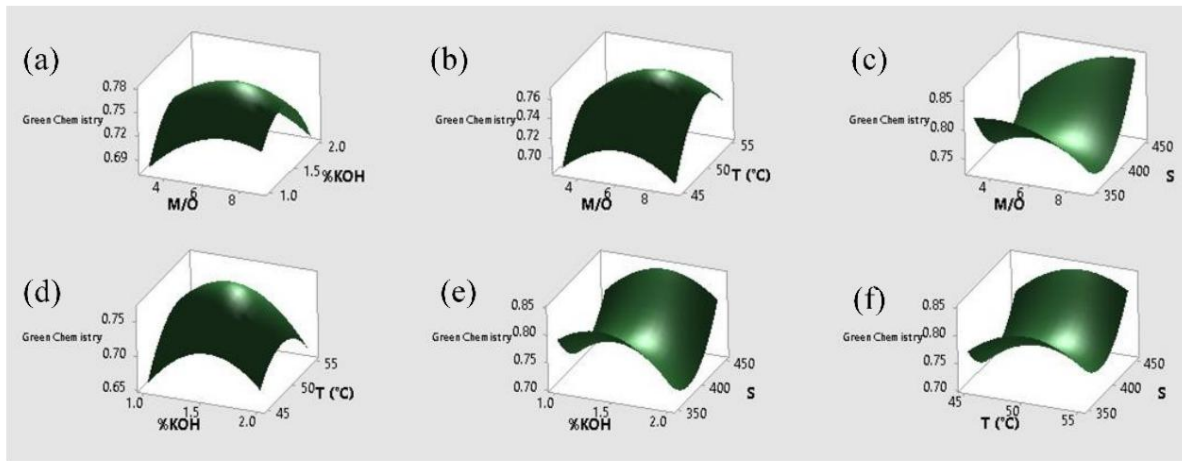 (a)
0.78
0.75
0.72
0.69
Green Chemistry
4
6
8
M/O
1.0
1.5
2.0
%KOH
(b)
0.76
0.74
0.72
0.70
Green Chemistry
4
6
8
M/O
45
50
55
T (°C)
(c)
0.85
0.80
0.75
Green Chemistry
4
6
8
M/O
350
400
450
S
(d)
0.75
0.70
0.65
Green Chemistry
1.0
1.5
2.0
%KOH
45
50
55
T (°C)
(e)
0.85
0.80
0.75
0.70
Green Chemistry
1.0
1.5
2.0
%KOH
350
400
450
S
(f)
0.85
0.80
0.75
0.70
Green Chemistry
45
50
55
T (°C)
350
400
450
S